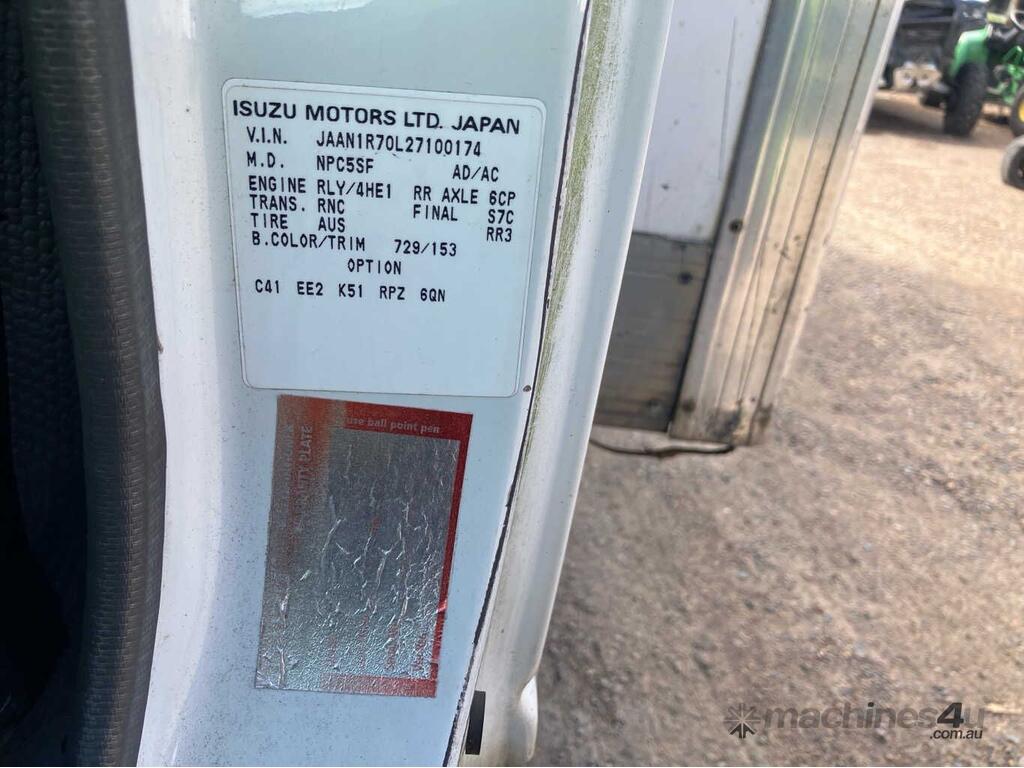 ISUZU MOTORS LTD. JAPAN
V.I.N. JAAN1R70L27100174
M.D. NPC5SF AD/AC
ENGINE RLY/4HE1 RR AXLE 6CP
TRANS. RNC FINAL S7C
TIRE AUS RR3
B.COLOR/TRIM 729/153
OPTION
C41 EE2 K51 RPZ 6QN
use ball point pen
PLATE
machines4u
.com.au